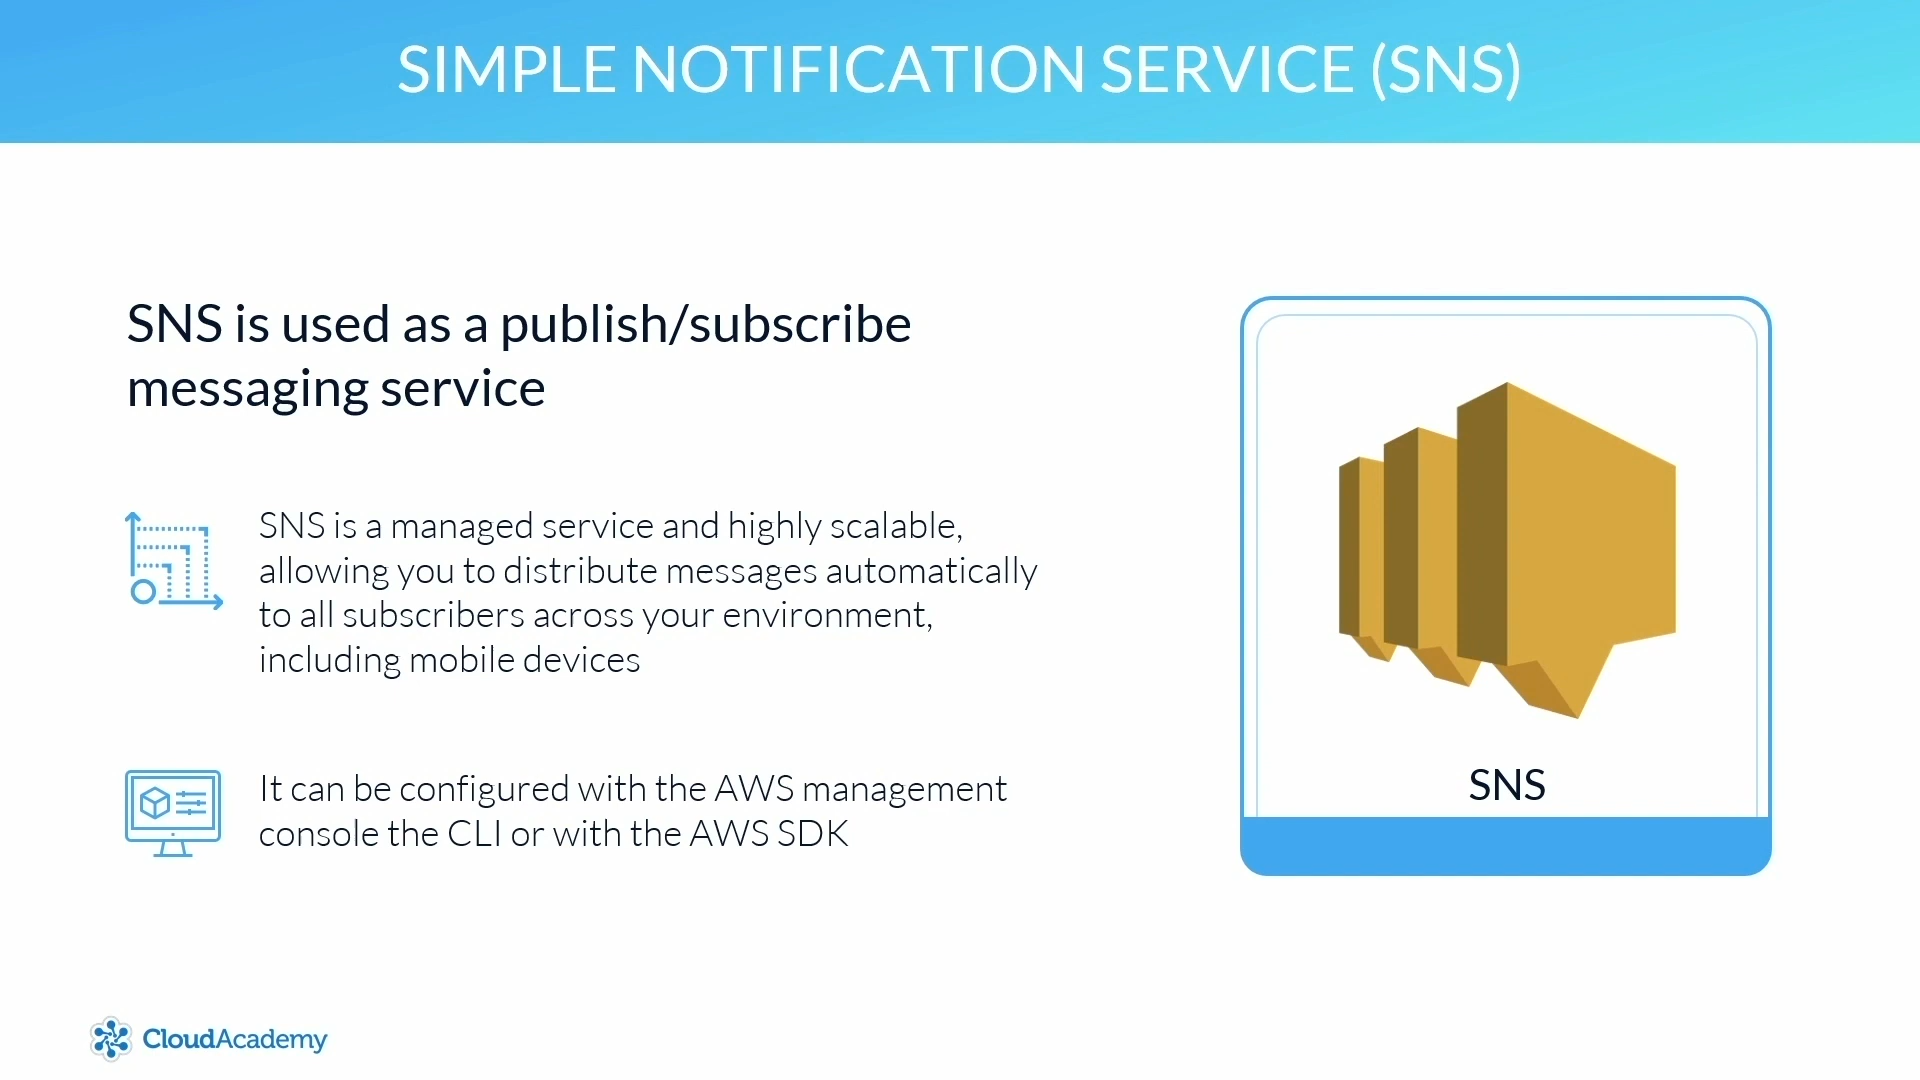 SIMPLE NOTIFICATION SERVICE (SNS)
SNS is used as a publish/subscribe
messaging service
SNS is a managed service and highly scalable,
allowing you to distribute messages automatically
to all subscribers across your environment,
including mobile devices
It can be configured with the AWS management
console the CLI or with the AWS SDK
SNS
CloudAcademy